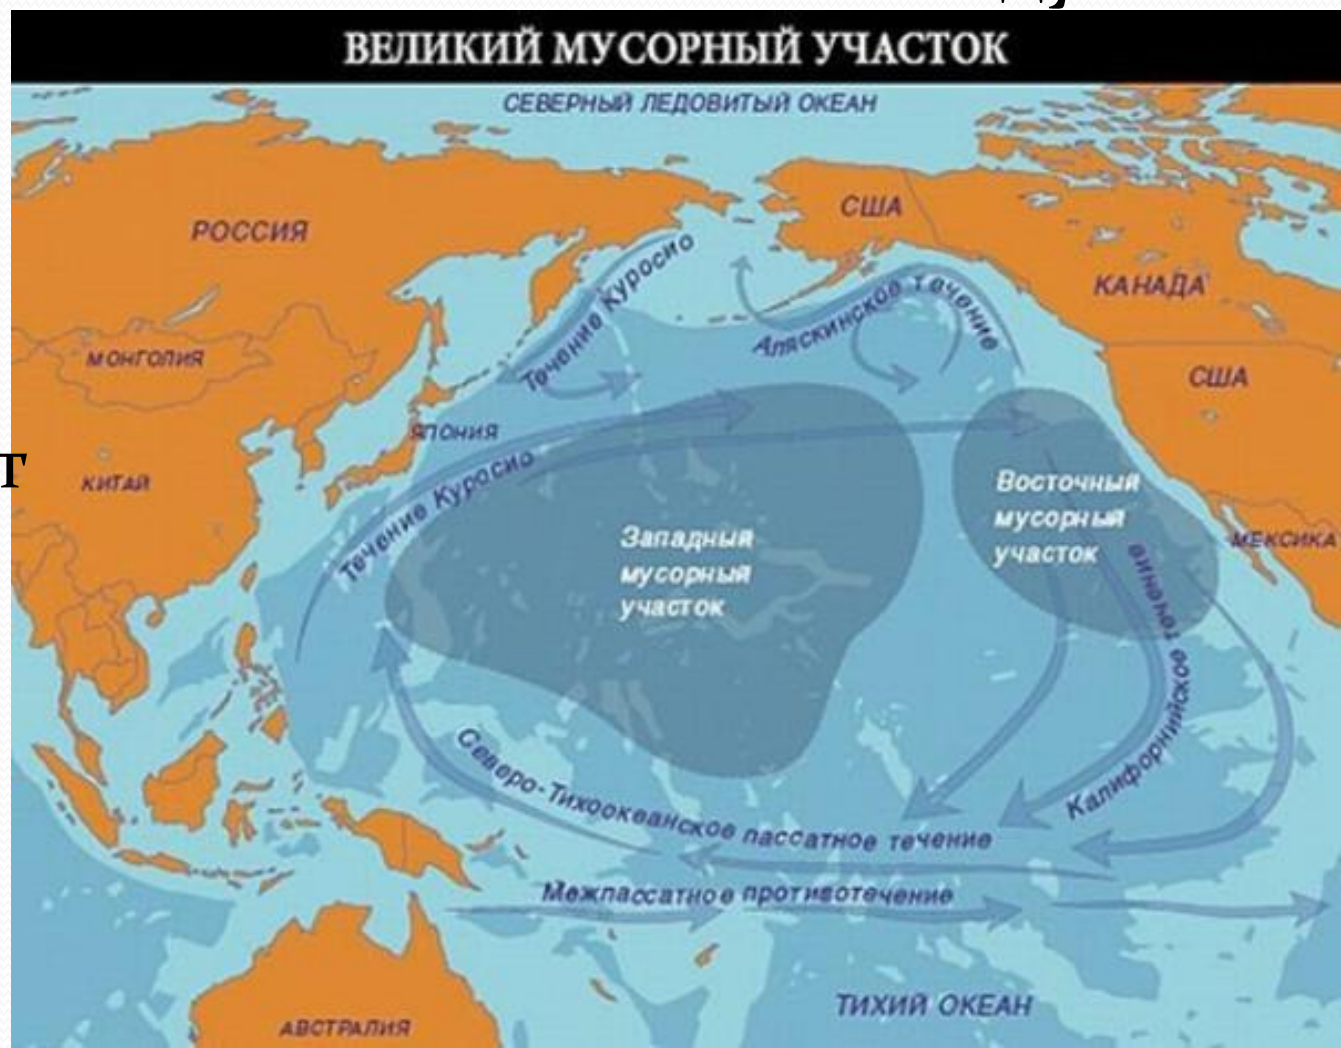 ВЕЛИКИЙ МУСОРНЫЙ УЧАСТОК
СЕВЕРНЫЙ ЛЕДОВИТЫЙ ОКЕАН
РОССИЯ
США
КАНАДА
Течение Куросио
Аляскинское течение
МОНГОЛИЯ
США
ЯПОНИЯ
т
КИТАЙ
Течение Куросио
Восточный
мусорный
участок
Западный
мусорный
участок
МЕКСИКА
Калифорнийское течение
Северо-Тихоокеанское пассатное течение
Межпассатное противотечение
ТИХИЙ ОКЕАН
АВСТРАЛИЯ